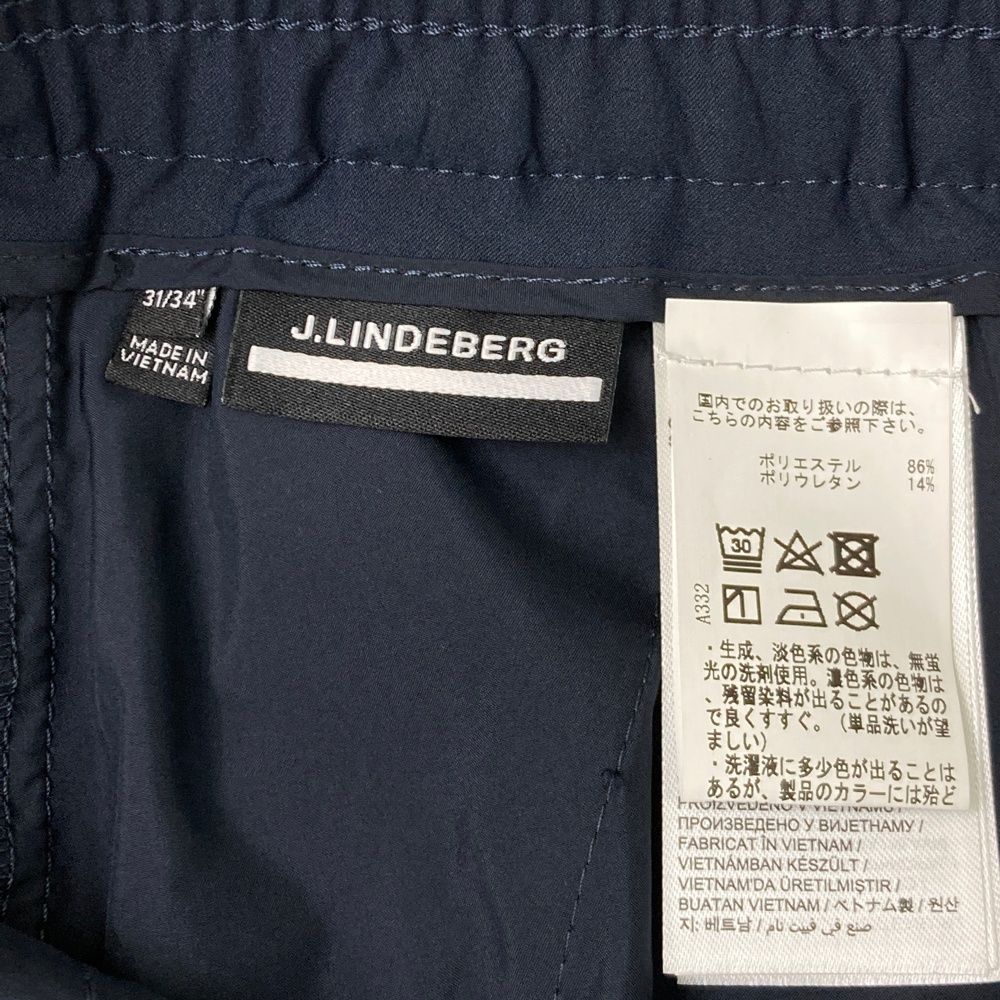 31/34"
MADE IN
VIETNAM
J.LINDEBERG
国内でのお取り扱いの際は、
こちらの内容をご参照下さい。
ポリエステル 86%
ポリウレタン 14%
30
A332
・生成、淡色系の色物は、無蛍
光の洗剤使用。濃色系の色物は
、残留染料が出ることがあるの
で良くすすぐ。（単品洗いが望
ましい）
・洗濯液に多少色が出ることは
あるが、製品のカラーには殆ど
PROIZVEDENO V VIETNAMU /
ПРОИЗВЕДЕНО У ВИЈЕТНАМУ /
FABRICAT ÎN VIETNAM /
VIETNÁMBAN KÉSZÜLT /
VIETNAM'DA ÜRETİLMİŞTİR /
BUATAN VIETNAM / ベトナム製 / 원산
지: 베트남 / صنع في فييت نام